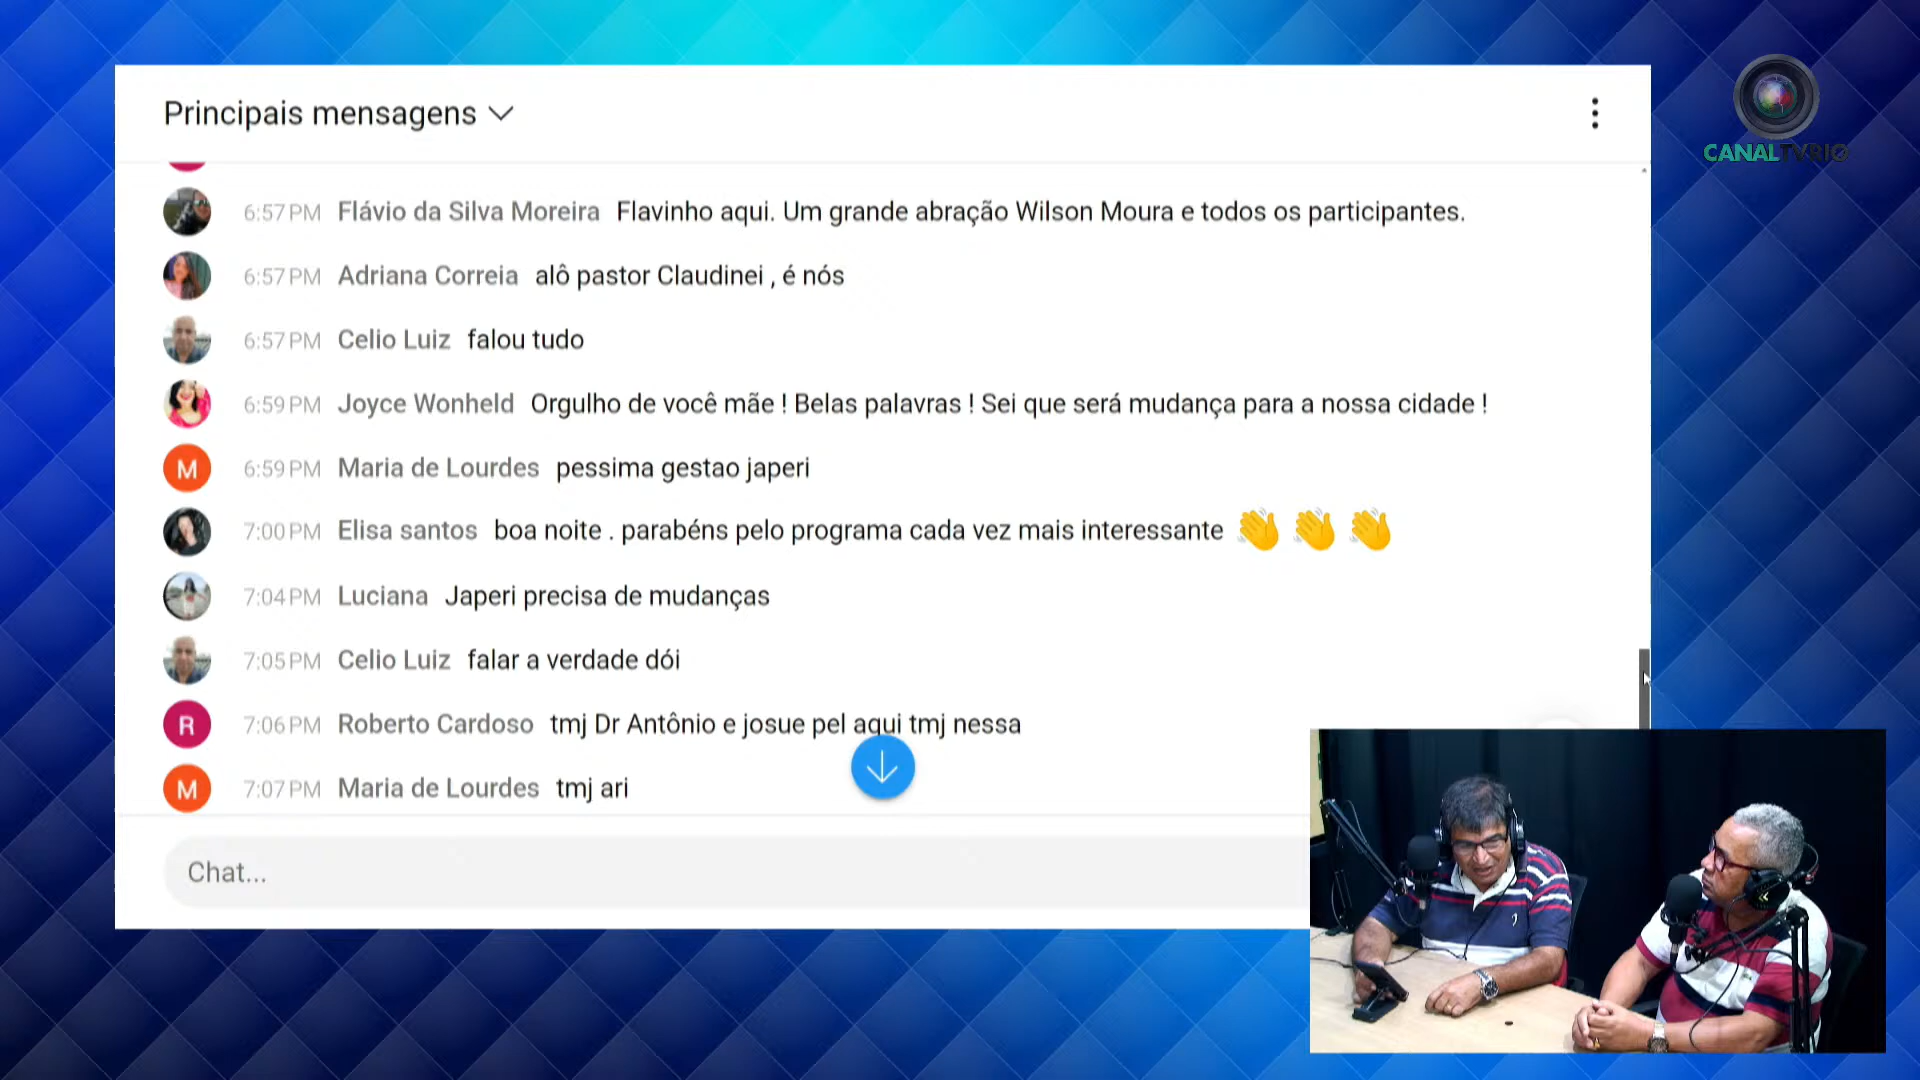 Principais mensagens
CANALTVRIO
6:57 PM Flávio da Silva Moreira Flavinho aqui. Um grande abração Wilson Moura e todos os participantes.
6:57 PM Adriana Correia alô pastor Claudinei , é nós
6:57 PM Celio Luiz falou tudo
6:59 PM Joyce Wonheld Orgulho de você mãe ! Belas palavras ! Sei que será mudança para a nossa cidade !
M 6:59 PM Maria de Lourdes pessima gestao japeri
7:00 PM Elisa santos boa noite . parabéns pelo programa cada vez mais interessante 👏 👏 👏
7:04 PM Luciana Japeri precisa de mudanças
7:05 PM Celio Luiz falar a verdade dói
R 7:06 PM Roberto Cardoso tmj Dr Antônio e josue pel aqui tmj nessa
M 7:07 PM Maria de Lourdes tmj ari
Chat...